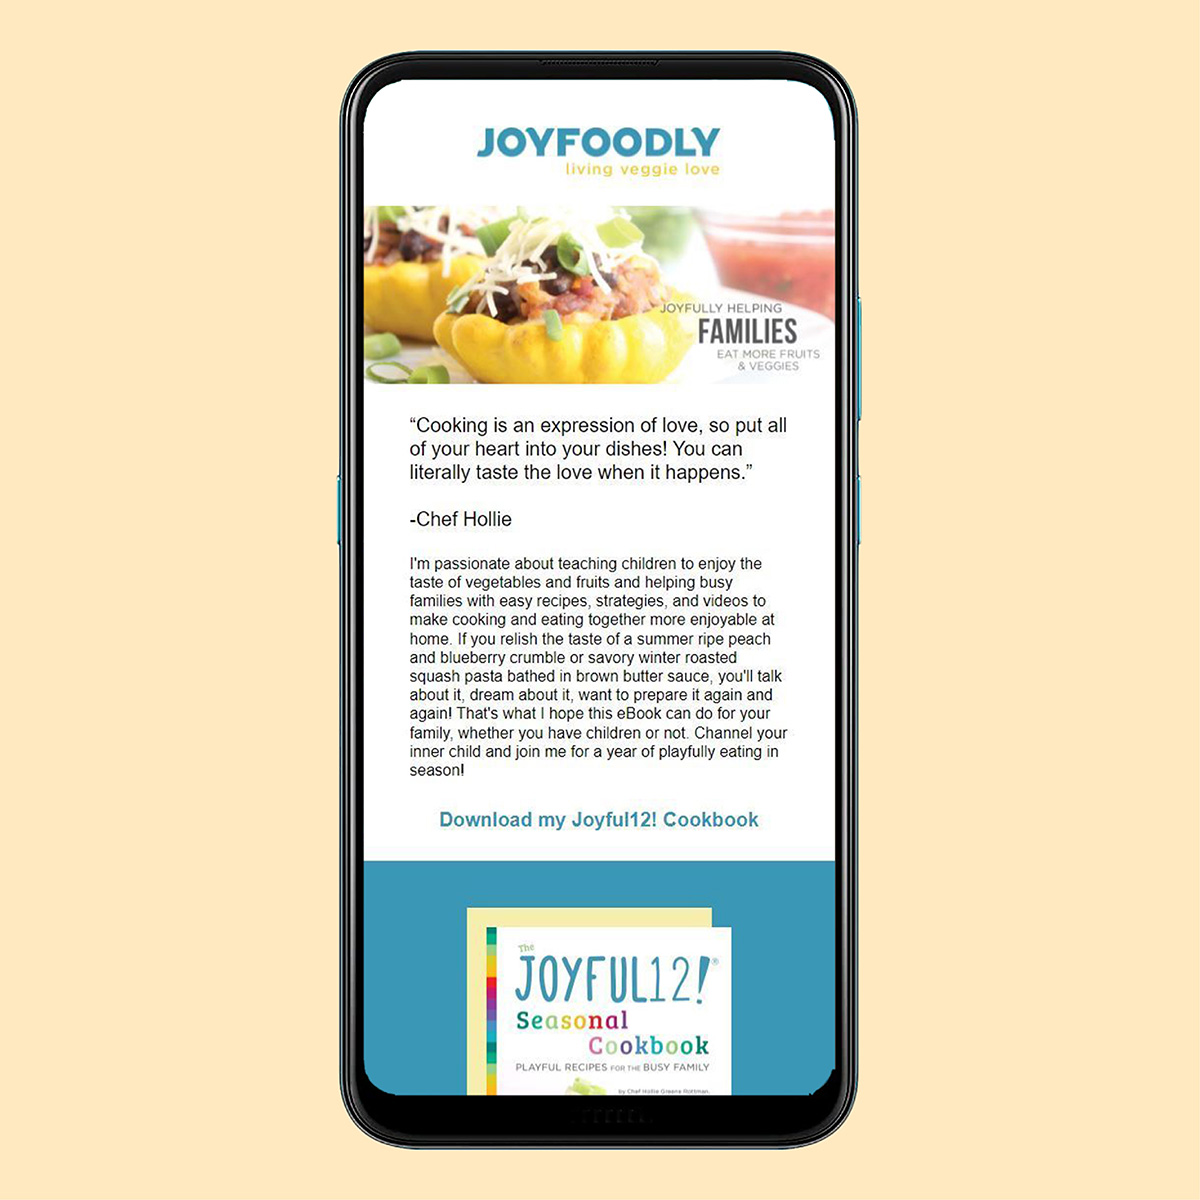 JOYFOODLY
living veggie love
JOYFULLY HELPING
FAMILIES
EAT MORE FRUITS
& VEGGIES
“Cooking is an expression of love, so put all
of your heart into your dishes! You can
literally taste the love when it happens.”
-Chef Hollie
I'm passionate about teaching children to enjoy the
taste of vegetables and fruits and helping busy
families with easy recipes, strategies, and videos to
make cooking and eating together more enjoyable at
home. If you relish the taste of a summer ripe peach
and blueberry crumble or savory winter roasted
squash pasta bathed in brown butter sauce, you'll talk
about it, dream about it, want to prepare it again and
again! That's what I hope this eBook can do for your
family, whether you have children or not. Channel your
inner child and join me for a year of playfully eating in
season!
Download my Joyful12! Cookbook
The
JOYFUL12!®
Seasonal
Cookbook
PLAYFUL RECIPES FOR THE BUSY FAMILY
by Chef Hollie Greene Rottman